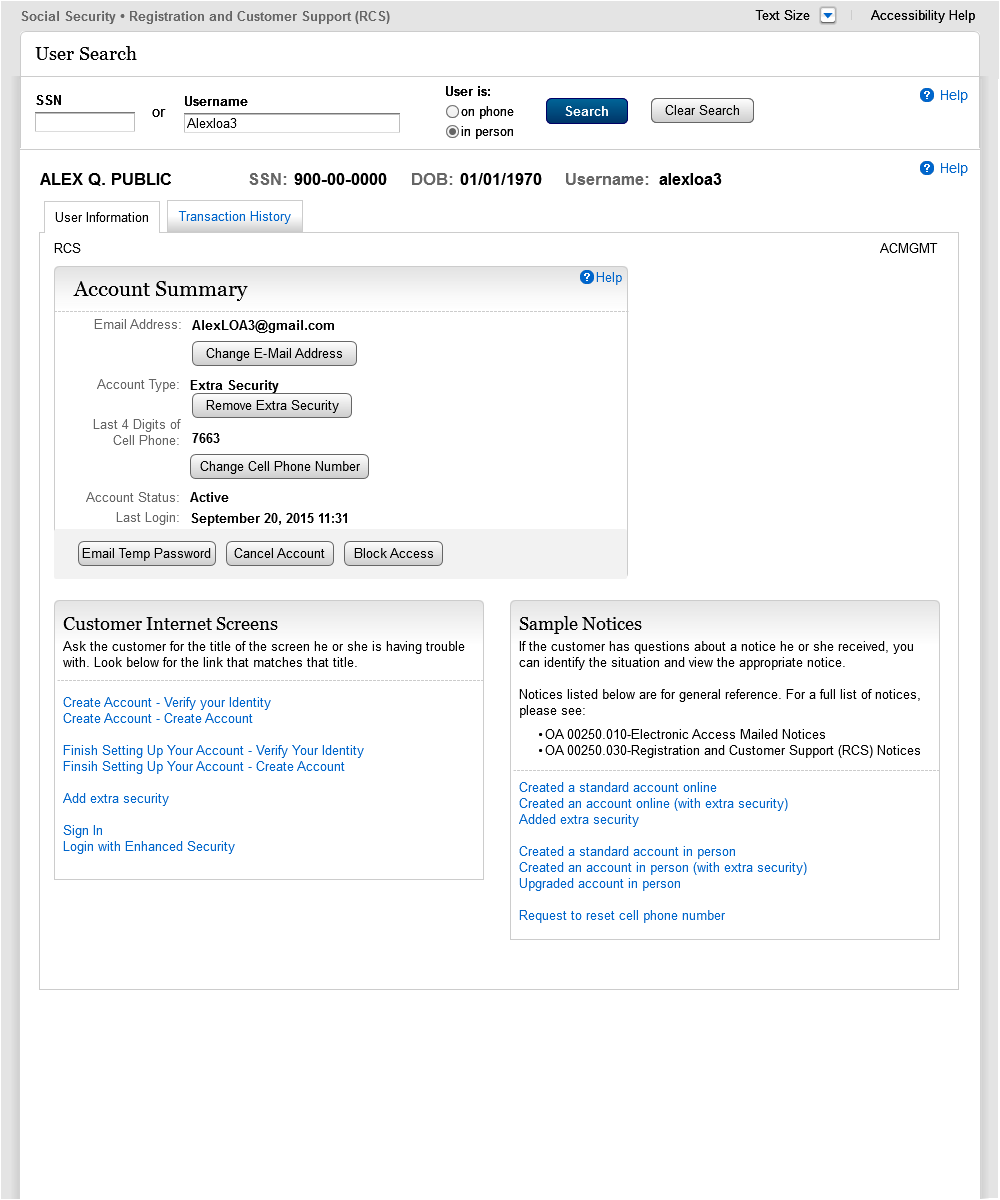 Social Security • Registration and Customer Support (RCS)
Text Size
Accessibility Help
User Search
SSN
or
Username
Alexloa3
User is:
on phone
in person
Search
Clear Search
? Help
ALEX Q. PUBLIC
SSN: 900-00-0000
DOB: 01/01/1970
Username: alexloa3
? Help
User Information
Transaction History
RCS
ACMGMT
Account Summary
? Help
Email Address: AlexLOA3@gmail.com
Change E-Mail Address
Account Type: Extra Security
Remove Extra Security
Last 4 Digits of
Cell Phone: 7663
Change Cell Phone Number
Account Status: Active
Last Login: September 20, 2015 11:31
Email Temp Password
Cancel Account
Block Access
Customer Internet Screens
Ask the customer for the title of the screen he or she is having trouble
with. Look below for the link that matches that title.
Create Account - Verify your Identity
Create Account - Create Account
Finish Setting Up Your Account - Verify Your Identity
Finsih Setting Up Your Account - Create Account
Add extra security
Sign In
Login with Enhanced Security
Sample Notices
If the customer has questions about a notice he or she received, you
can identify the situation and view the appropriate notice.
Notices listed below are for general reference. For a full list of notices,
please see:
• OA 00250.010-Electronic Access Mailed Notices
• OA 00250.030-Registration and Customer Support (RCS) Notices
Created a standard account online
Created an account online (with extra security)
Added extra security
Created a standard account in person
Created an account in person (with extra security)
Upgraded account in person
Request to reset cell phone number